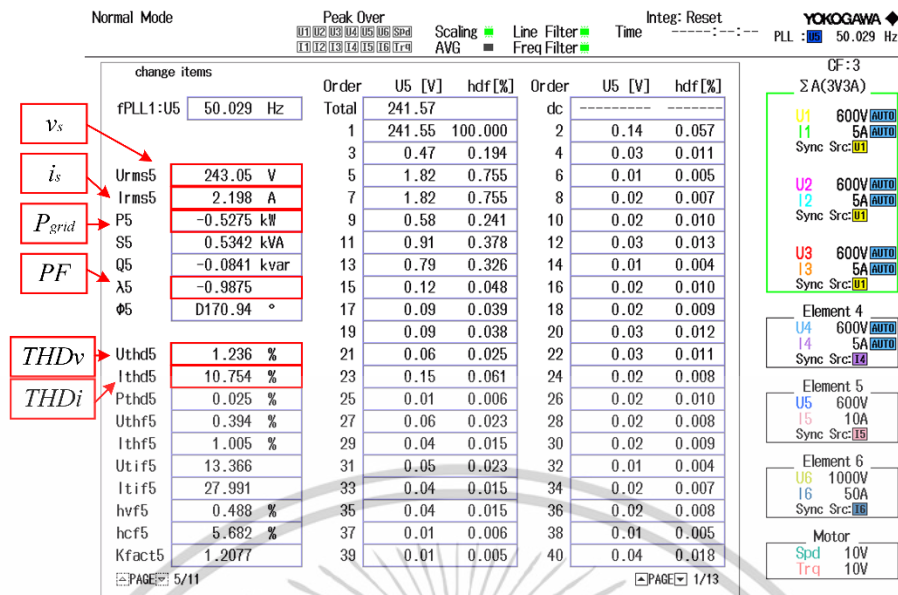 Normal Mode
Peak Over
U1 U2 U3 U4 U5 U6 Spd
I1 I2 I3 I4 I5 I6 Trq
Scaling
AVG
Line Filter
Freq Filter
Integ: Reset
Time -----:--:--
YOKOGAWA
PLL : U5 50.029 Hz
change items
fPLL1:U5 50.029 Hz
vs
is
Pgrid
PF
THDv
THDi
Urms5 243.05 V
Irms5 2.198 A
P5 -0.5275 kW
S5 0.5342 kVA
Q5 -0.0841 kvar
λ5 -0.9875
Φ5 D170.94 °
Uthd5 1.236 %
Ithd5 10.754 %
Pthd5 0.025 %
Uthf5 0.394 %
Ithf5 1.005 %
Utif5 13.366
Itif5 27.991
hvf5 0.488 %
hcf5 5.682 %
Kfact5 1.2077
PAGE 5/11
Order U5 [V] hdf[%] Order U5 [V] hdf[%]
Total 241.57 dc --------- -------
1 241.55 100.000 2 0.14 0.057
3 0.47 0.194 4 0.03 0.011
5 1.82 0.755 6 0.01 0.005
7 1.82 0.755 8 0.02 0.007
9 0.58 0.241 10 0.02 0.010
11 0.91 0.378 12 0.03 0.013
13 0.79 0.326 14 0.01 0.004
15 0.12 0.048 16 0.02 0.010
17 0.09 0.039 18 0.02 0.009
19 0.09 0.038 20 0.03 0.012
21 0.06 0.025 22 0.03 0.011
23 0.15 0.061 24 0.02 0.008
25 0.01 0.006 26 0.02 0.010
27 0.06 0.023 28 0.02 0.008
29 0.04 0.015 30 0.02 0.009
31 0.05 0.023 32 0.01 0.004
33 0.04 0.015 34 0.02 0.007
35 0.04 0.015 36 0.02 0.008
37 0.01 0.006 38 0.01 0.005
39 0.01 0.005 40 0.04 0.018
PAGE 1/13
CF:3
ΣA(3V3A)
U1 600V AUTO
I1 5A AUTO
Sync Src:U1
U2 600V AUTO
I2 5A AUTO
Sync Src:U1
U3 600V AUTO
I3 5A AUTO
Sync Src:U1
Element 4
U4 600V AUTO
I4 5A AUTO
Sync Src:I4
Element 5
U5 600V
I5 10A
Sync Src:I5
Element 6
U6 1000V
I6 50A
Sync Src:I6
Motor
Spd 10V
Trq 10V